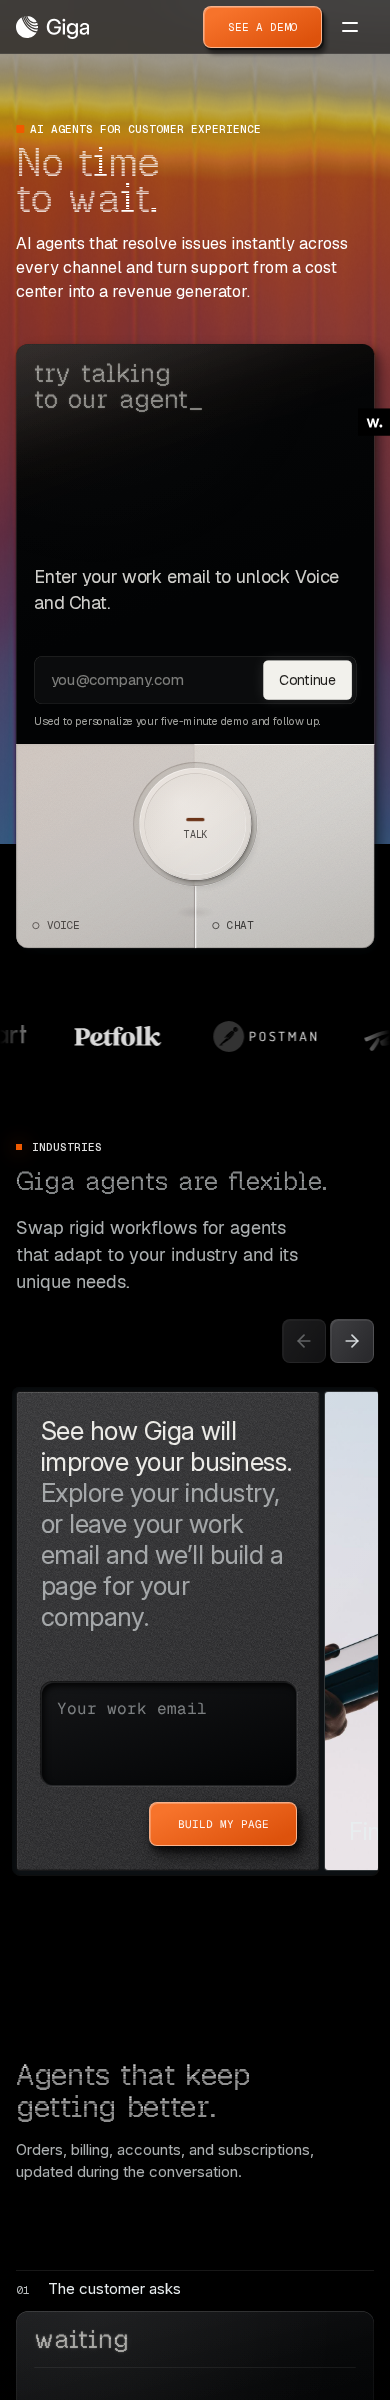 Giga
SEE A DEMO
AI AGENTS FOR CUSTOMER EXPERIENCE
No time
to wait.
AI agents that resolve issues instantly across
every channel and turn support from a cost
center into a revenue generator.
try talking
to our agent_
w.
Enter your work email to unlock Voice
and Chat.
you@company.com
Continue
Used to personalize your five-minute demo and follow up.
TALK
VOICE
CHAT
art
Petfolk
POSTMAN
INDUSTRIES
Giga agents are flexible.
Swap rigid workflows for agents
that adapt to your industry and its
unique needs.
See how Giga will
improve your business.
Explore your industry,
or leave your work
email and we’ll build a
page for your
company.
Your work email
BUILD MY PAGE
Fin
Agents that keep
getting better.
Orders, billing, accounts, and subscriptions,
updated during the conversation.
01 The customer asks
waiting